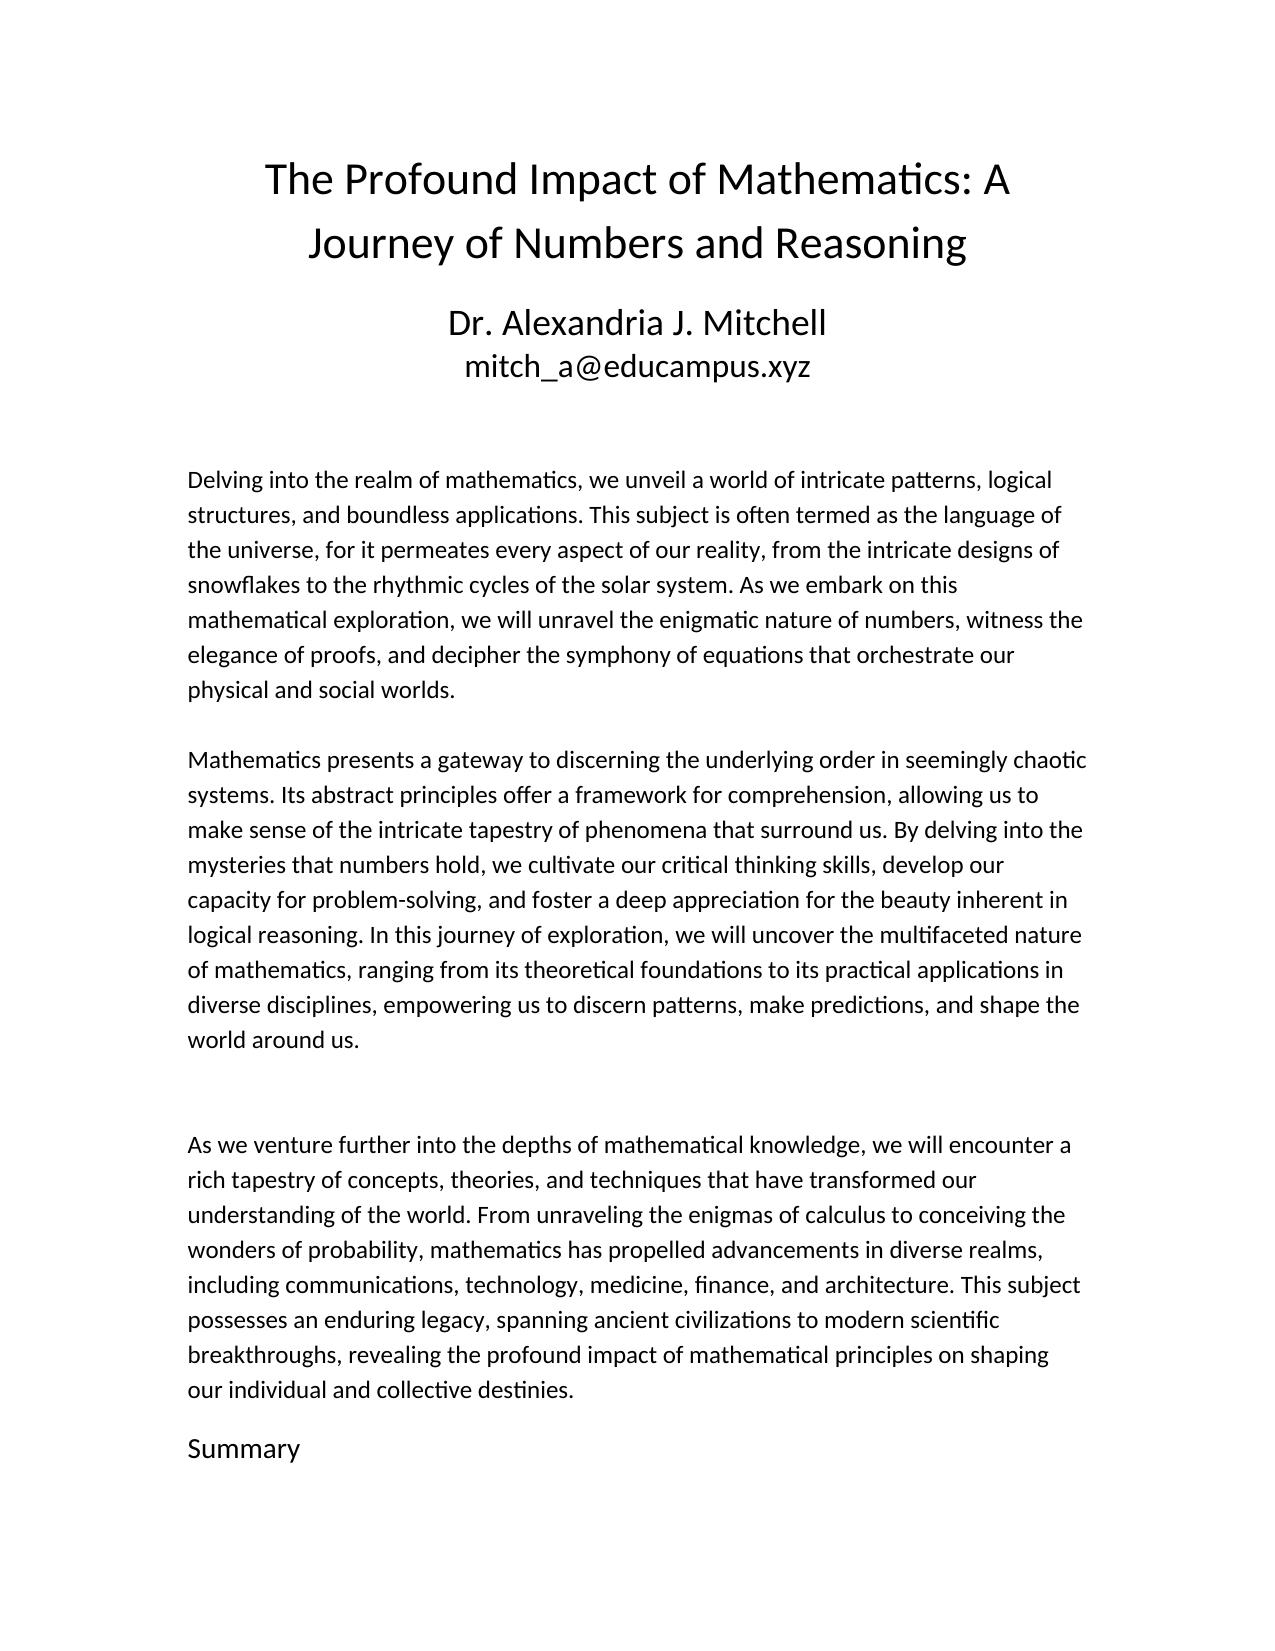 The Profound Impact of Mathematics: A
Journey of Numbers and Reasoning
Dr. Alexandria J. Mitchell
mitch_a@educampus.xyz
Delving into the realm of mathematics, we unveil a world of intricate patterns, logical
structures, and boundless applications. This subject is often termed as the language of
the universe, for it permeates every aspect of our reality, from the intricate designs of
snowflakes to the rhythmic cycles of the solar system. As we embark on this
mathematical exploration, we will unravel the enigmatic nature of numbers, witness the
elegance of proofs, and decipher the symphony of equations that orchestrate our
physical and social worlds.
Mathematics presents a gateway to discerning the underlying order in seemingly chaotic
systems. Its abstract principles offer a framework for comprehension, allowing us to
make sense of the intricate tapestry of phenomena that surround us. By delving into the
mysteries that numbers hold, we cultivate our critical thinking skills, develop our
capacity for problem-solving, and foster a deep appreciation for the beauty inherent in
logical reasoning. In this journey of exploration, we will uncover the multifaceted nature
of mathematics, ranging from its theoretical foundations to its practical applications in
diverse disciplines, empowering us to discern patterns, make predictions, and shape the
world around us.
As we venture further into the depths of mathematical knowledge, we will encounter a
rich tapestry of concepts, theories, and techniques that have transformed our
understanding of the world. From unraveling the enigmas of calculus to conceiving the
wonders of probability, mathematics has propelled advancements in diverse realms,
including communications, technology, medicine, finance, and architecture. This subject
possesses an enduring legacy, spanning ancient civilizations to modern scientific
breakthroughs, revealing the profound impact of mathematical principles on shaping
our individual and collective destinies.
Summary